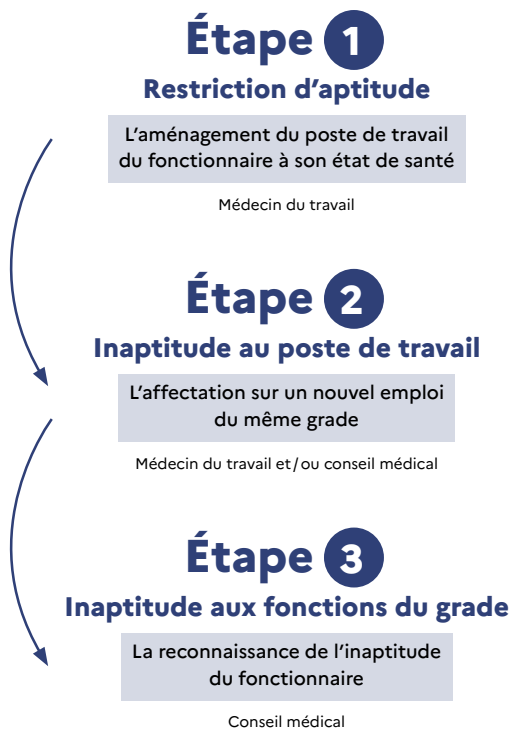 Étape 1
Restriction d’aptitude
L’aménagement du poste de travail
du fonctionnaire à son état de santé
Médecin du travail
Étape 2
Inaptitude au poste de travail
L’affectation sur un nouvel emploi
du même grade
Médecin du travail et/ou conseil médical
Étape 3
Inaptitude aux fonctions du grade
La reconnaissance de l’inaptitude
du fonctionnaire
Conseil médical